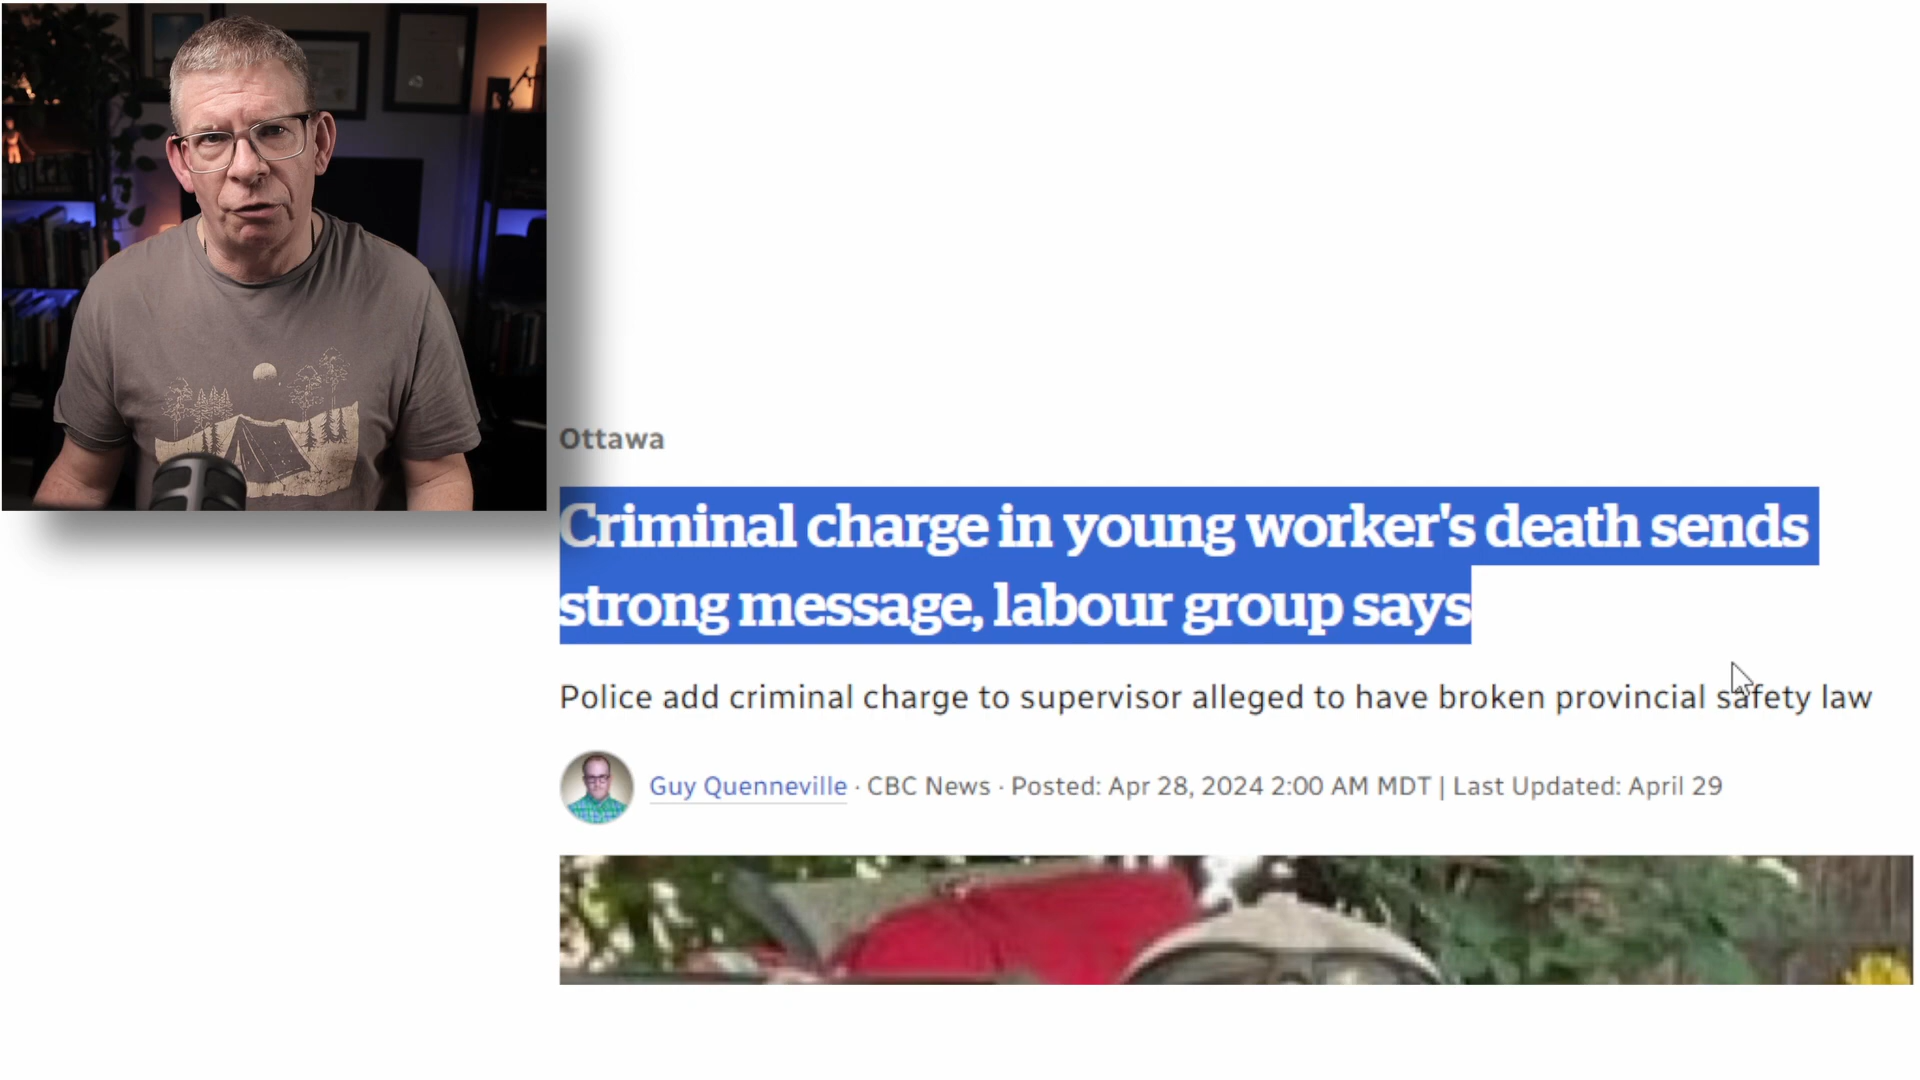 Ottawa
Criminal charge in young worker's death sends
strong message, labour group says
Police add criminal charge to supervisor alleged to have broken provincial safety law
Guy Quenneville · CBC News · Posted: Apr 28, 2024 2:00 AM MDT | Last Updated: April 29